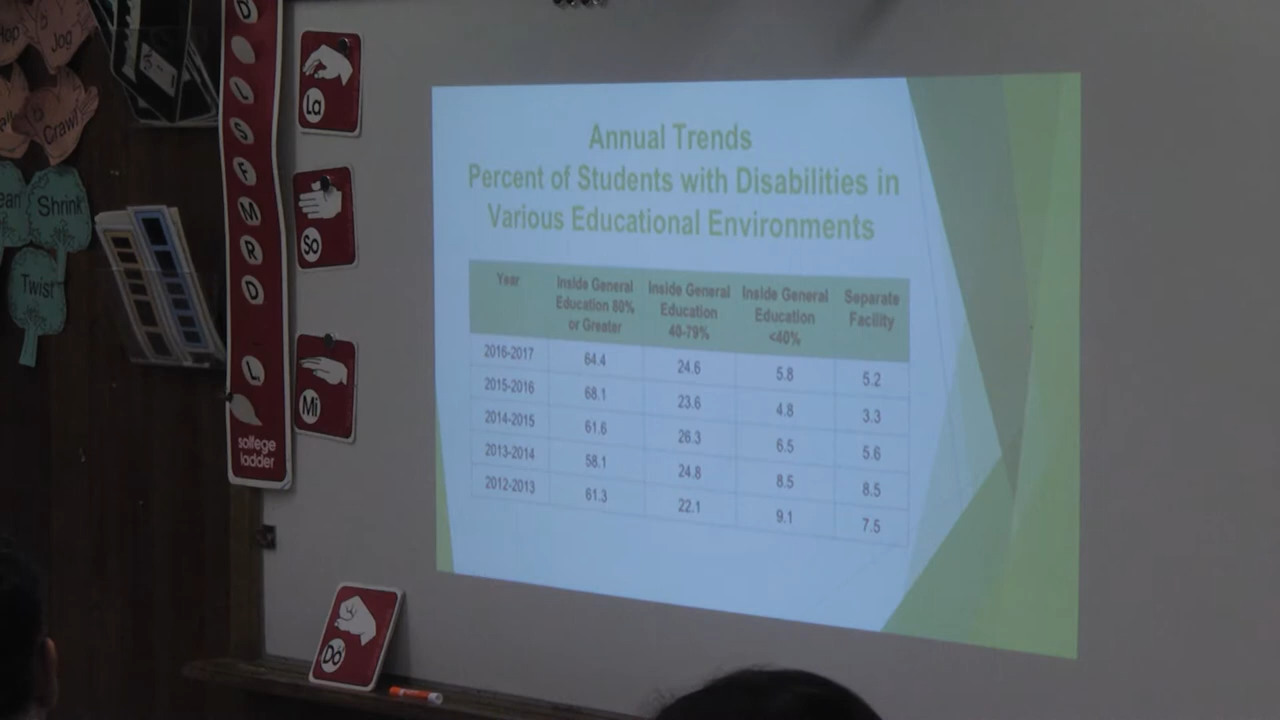 Jog
Crawl
Shrink
Twist
D
L
S
F
M
R
D
L
solfege
ladder
La
So
Mi
Do
Annual Trends
Percent of Students with Disabilities in
Various Educational Environments
Year
Inside General
Education 80%
or Greater
Inside General
Education
40-79%
Inside General
Education
<40%
Separate
Facility
2016-2017 64.4 24.6 5.8 5.2
2015-2016 68.1 23.6 4.8 3.3
2014-2015 61.6 26.3 6.5 5.6
2013-2014 58.1 24.8 8.5 8.5
2012-2013 61.3 22.1 9.1 7.5